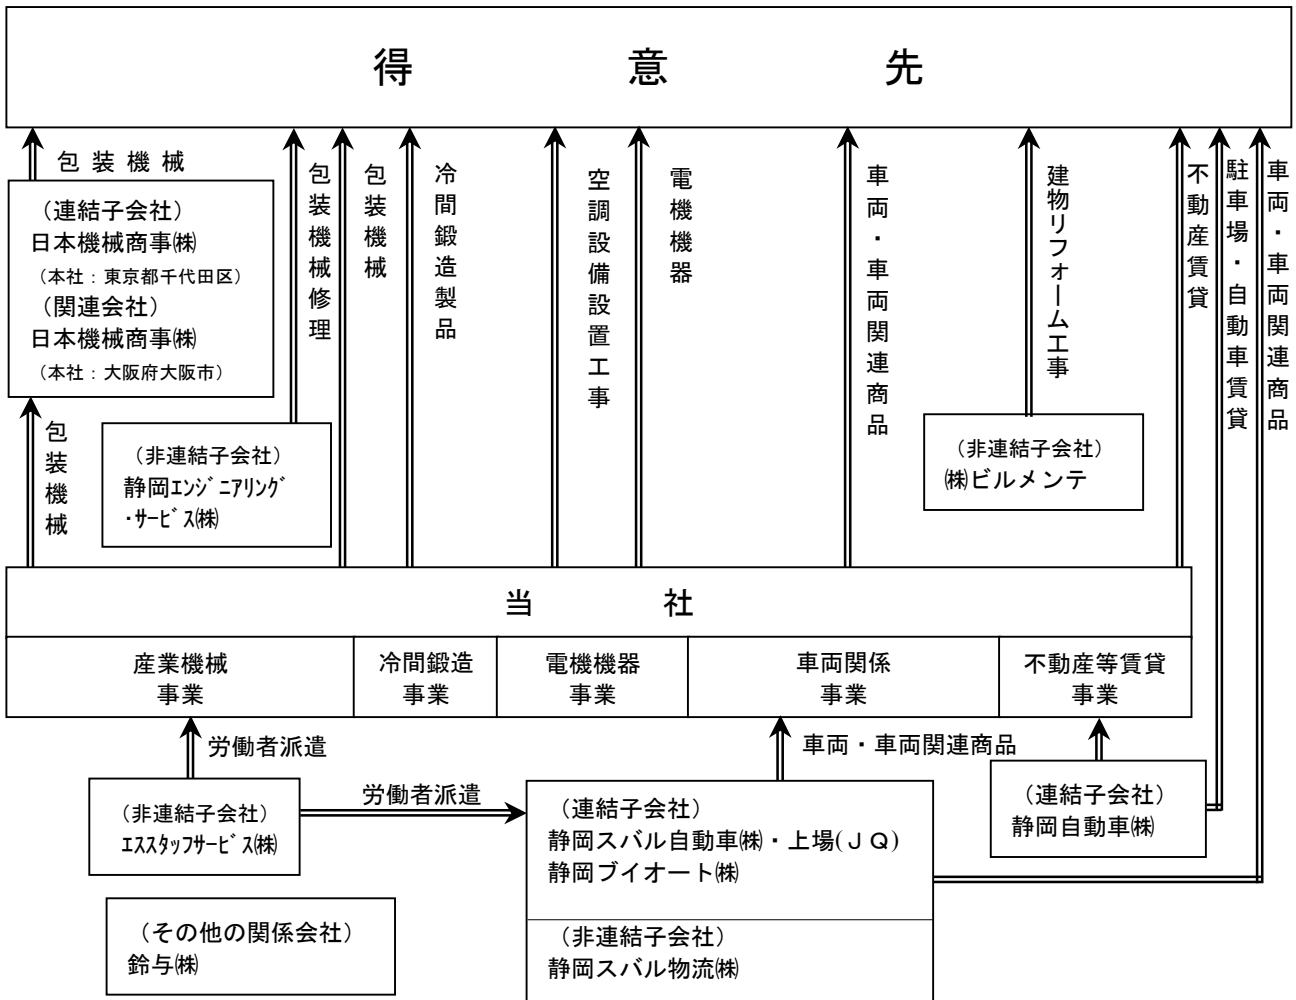 得意先
包装機械
包装機械修理
包装機械
冷間鍛造製品
空調設備設置工事
電機機器
車両・車両関連商品
建物リフォーム工事
不動産賃貸
駐車場・自動車賃貸
車両・車両関連商品
(連結子会社)
日本機械商事㈱
(本社:東京都千代田区)
(関連会社)
日本機械商事㈱
(本社:大阪府大阪市)
包装機械
(非連結子会社)
静岡ｴﾝｼﾞﾆｱﾘﾝｸﾞ
・ｻｰﾋﾞｽ㈱
(非連結子会社)
㈱ビルメンテ
当社
産業機械
事業
冷間鍛造
事業
電機機器
事業
車両関係
事業
不動産等賃貸
事業
労働者派遣
車両・車両関連商品
(非連結子会社)
ｴｽｽﾀｯﾌｻｰﾋﾞｽ㈱
労働者派遣
(連結子会社)
静岡スバル自動車㈱・上場(ＪＱ)
静岡ブイオート㈱
(非連結子会社)
静岡スバル物流㈱
(連結子会社)
静岡自動車㈱
(その他の関係会社)
鈴与㈱